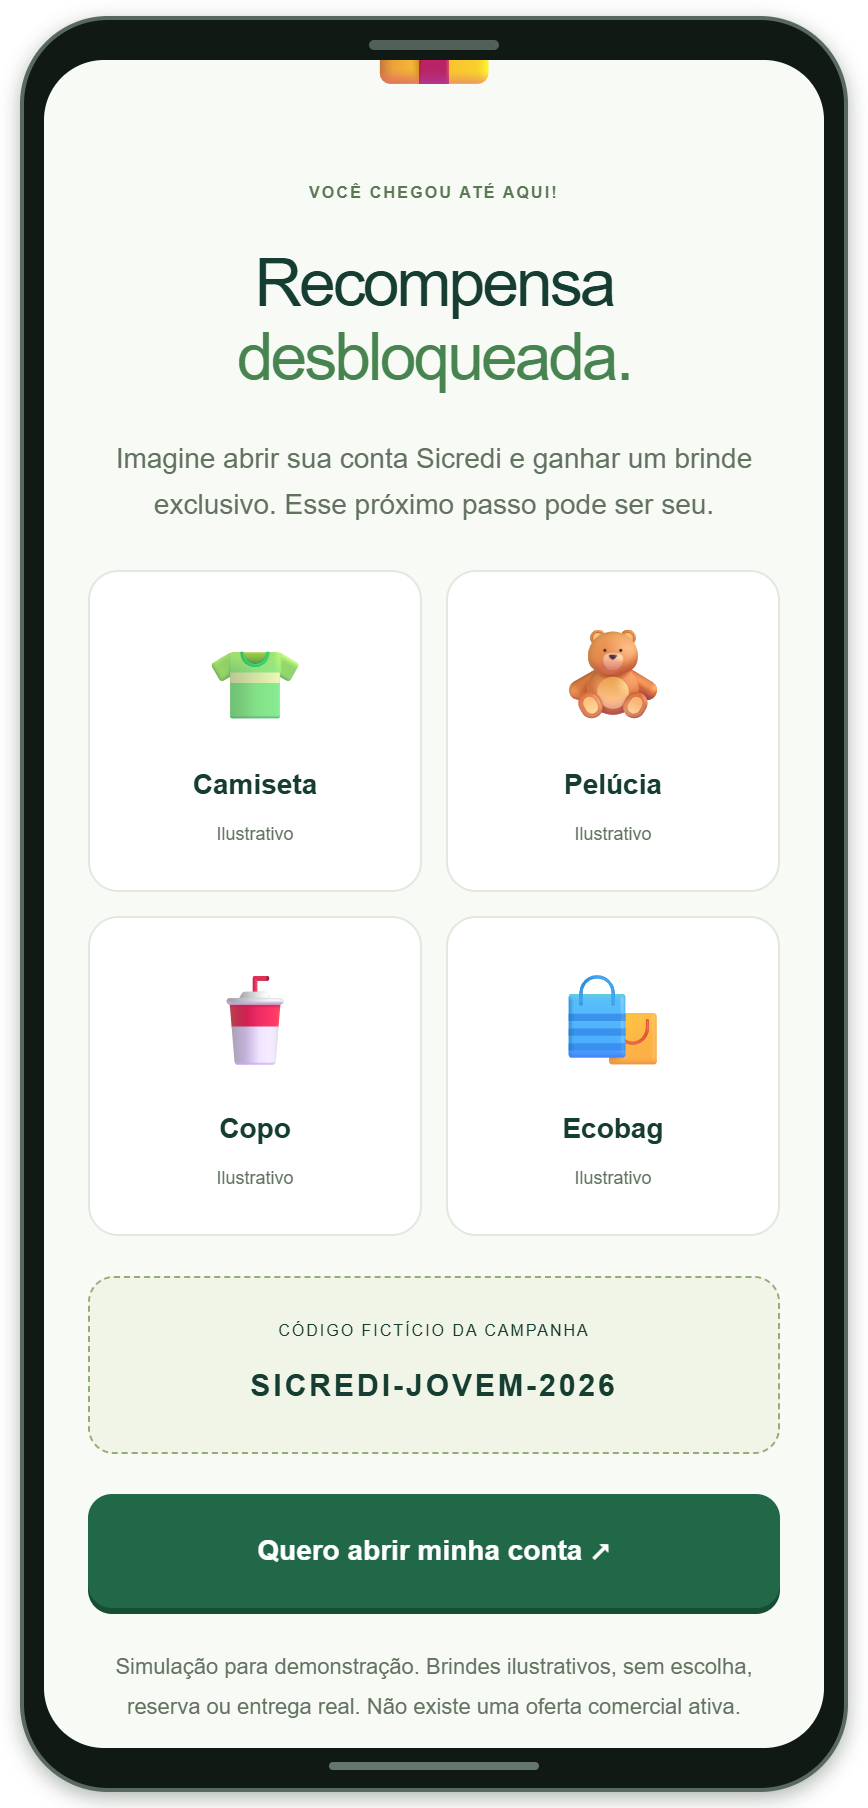 VOCÊ CHEGOU ATÉ AQUI!
Recompensa
desbloqueada.
Imagine abrir sua conta Sicredi e ganhar um brinde
exclusivo. Esse próximo passo pode ser seu.
Camiseta
Ilustrativo
Pelúcia
Ilustrativo
Copo
Ilustrativo
Ecobag
Ilustrativo
CÓDIGO FICTÍCIO DA CAMPANHA
SICREDI-JOVEM-2026
Quero abrir minha conta ↗
Simulação para demonstração. Brindes ilustrativos, sem escolha,
reserva ou entrega real. Não existe uma oferta comercial ativa.